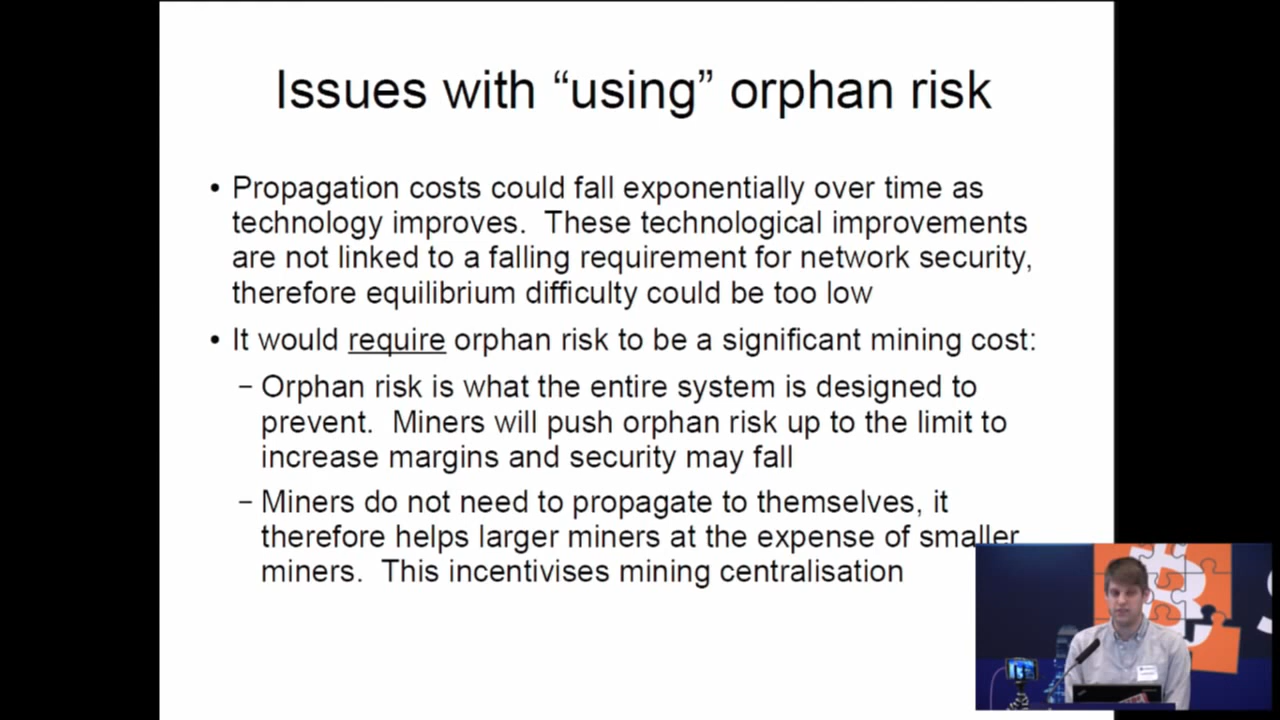 Issues with “using” orphan risk
• Propagation costs could fall exponentially over time as
technology improves.  These technological improvements
are not linked to a falling requirement for network security,
therefore equilibrium difficulty could be too low
• It would require orphan risk to be a significant mining cost:
– Orphan risk is what the entire system is designed to
prevent.  Miners will push orphan risk up to the limit to
increase margins and security may fall
– Miners do not need to propagate to themselves, it
therefore helps larger miners at the expense of smaller
miners.  This incentivises mining centralisation